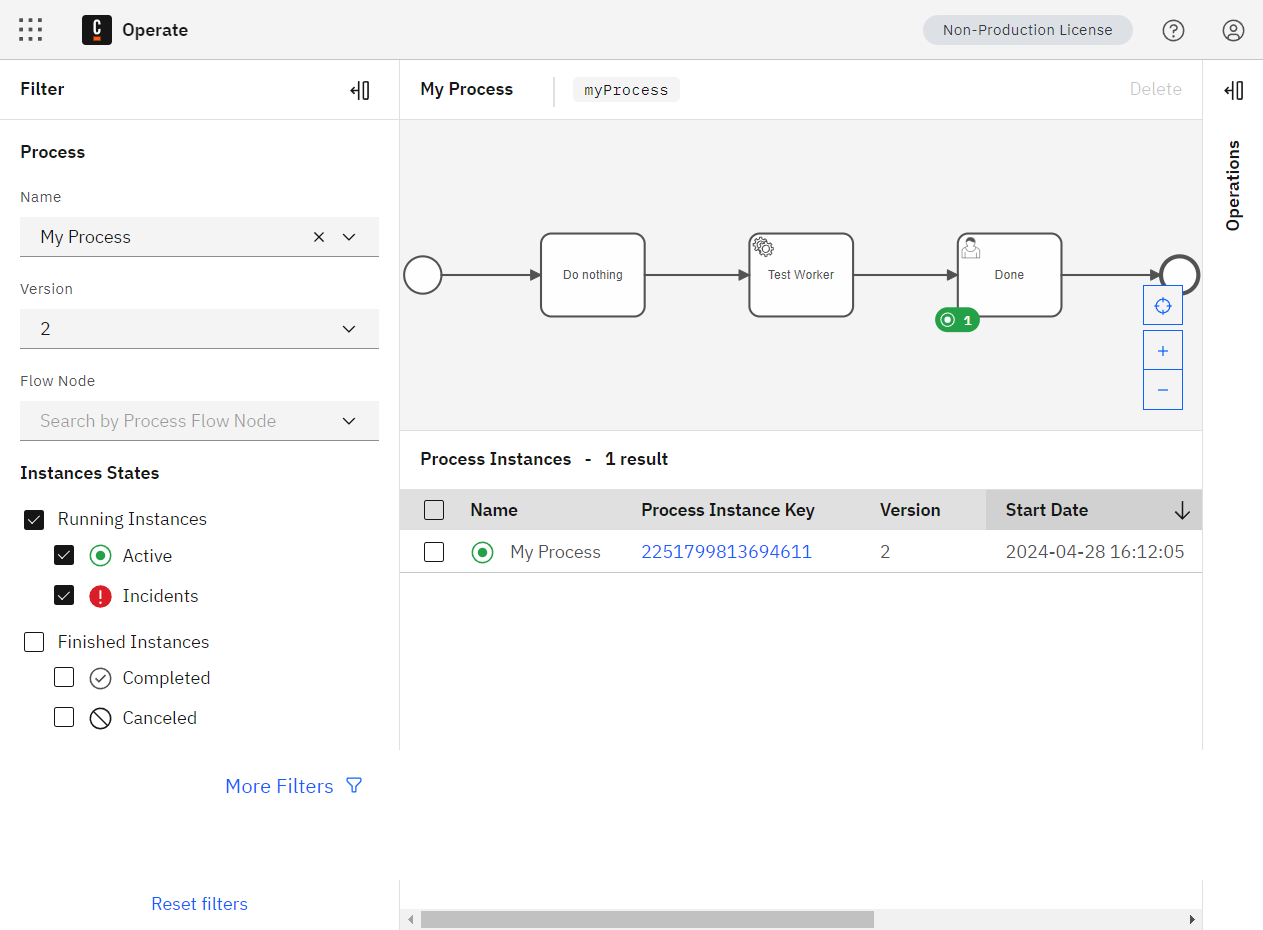 Operate
Non-Production License
Filter
My Process
myProcess
Delete
Operations
Process
Name
My Process
Version
2
Flow Node
Search by Process Flow Node
Instances States
Running Instances
Active
Incidents
Finished Instances
Completed
Canceled
More Filters
Reset filters
Do nothing
Test Worker
Done
1
Process Instances - 1 result
Name Process Instance Key Version Start Date
My Process 2251799813694611 2 2024-04-28 16:12:05